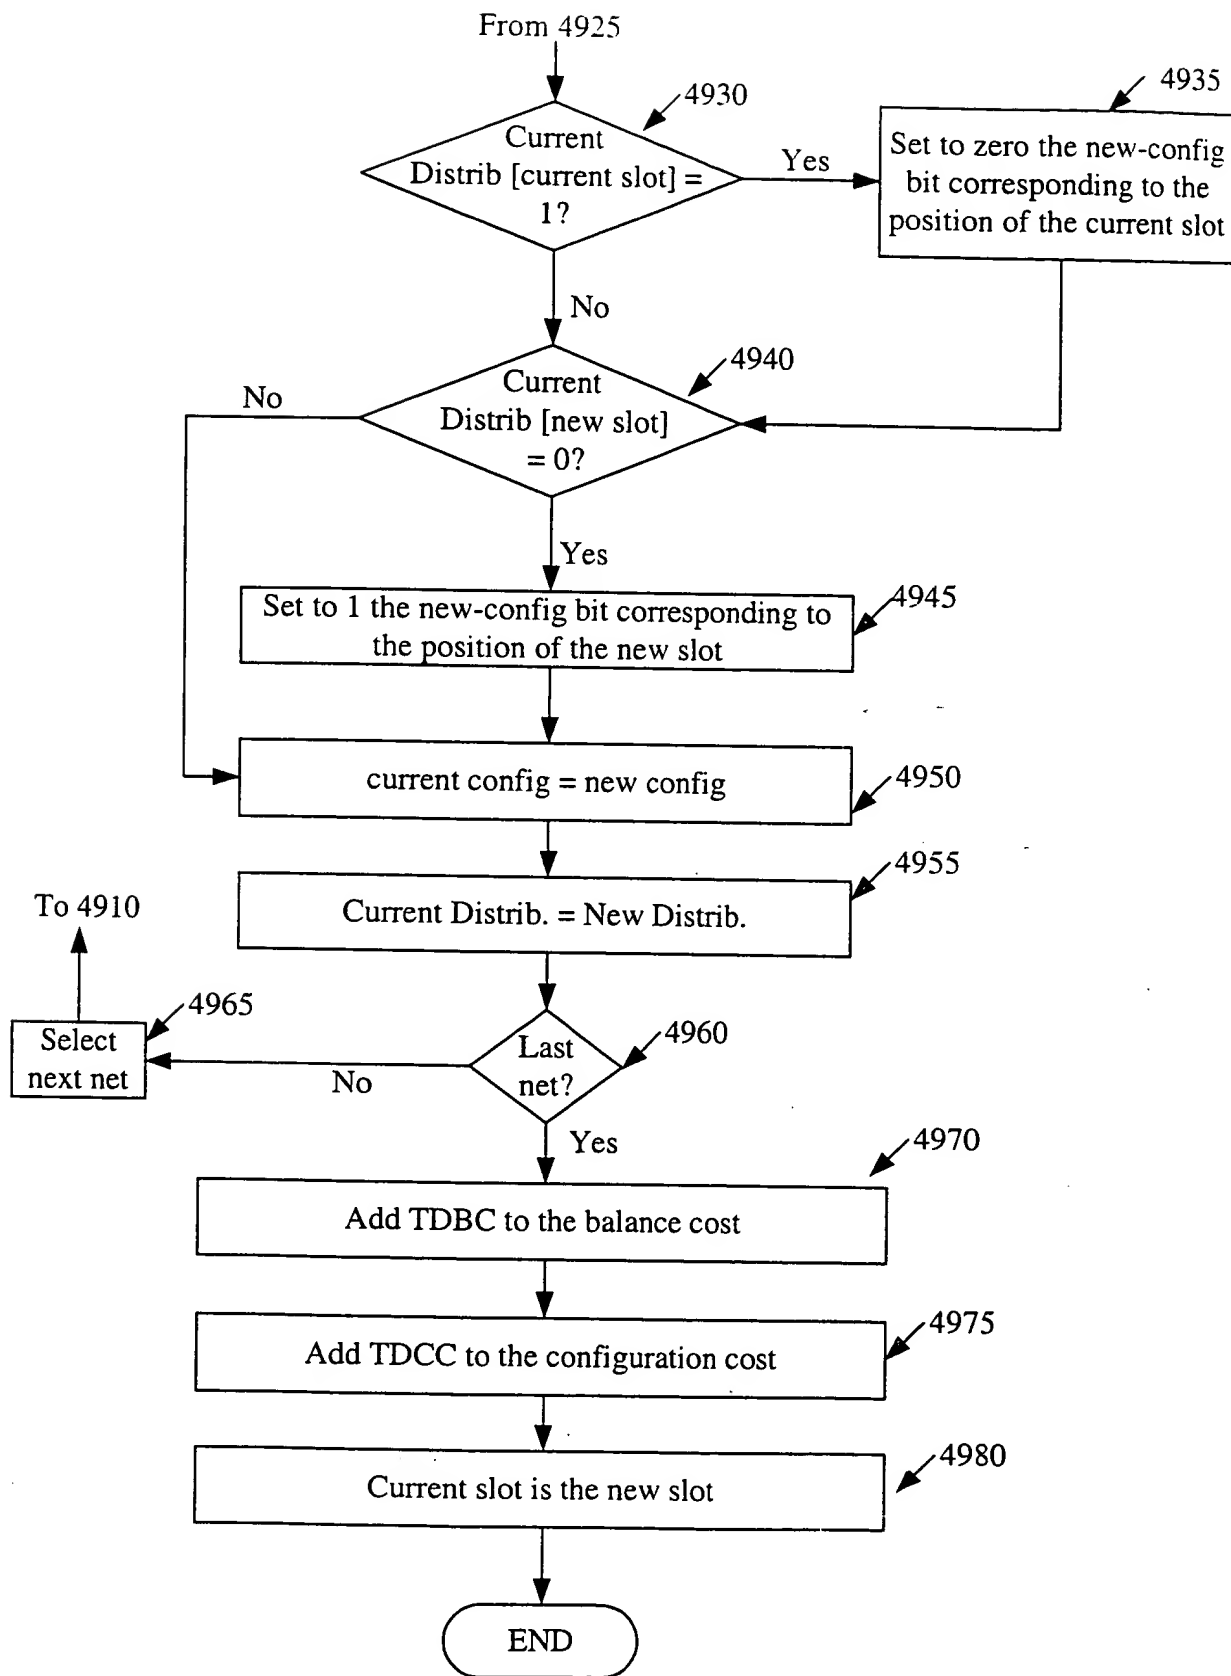 From 4925
4930
Current
Distrib [current slot] =
1?
Yes
4935
Set to zero the new-config
bit corresponding to the
position of the current slot
No
4940
Current
Distrib [new slot]
= 0?
No
Yes
4945
Set to 1 the new-config bit corresponding to
the position of the new slot
4950
current config = new config
4955
Current Distrib. = New Distrib.
To 4910
4965
Select
next net
No
4960
Last
net?
Yes
4970
Add TDBC to the balance cost
4975
Add TDCC to the configuration cost
4980
Current slot is the new slot
END